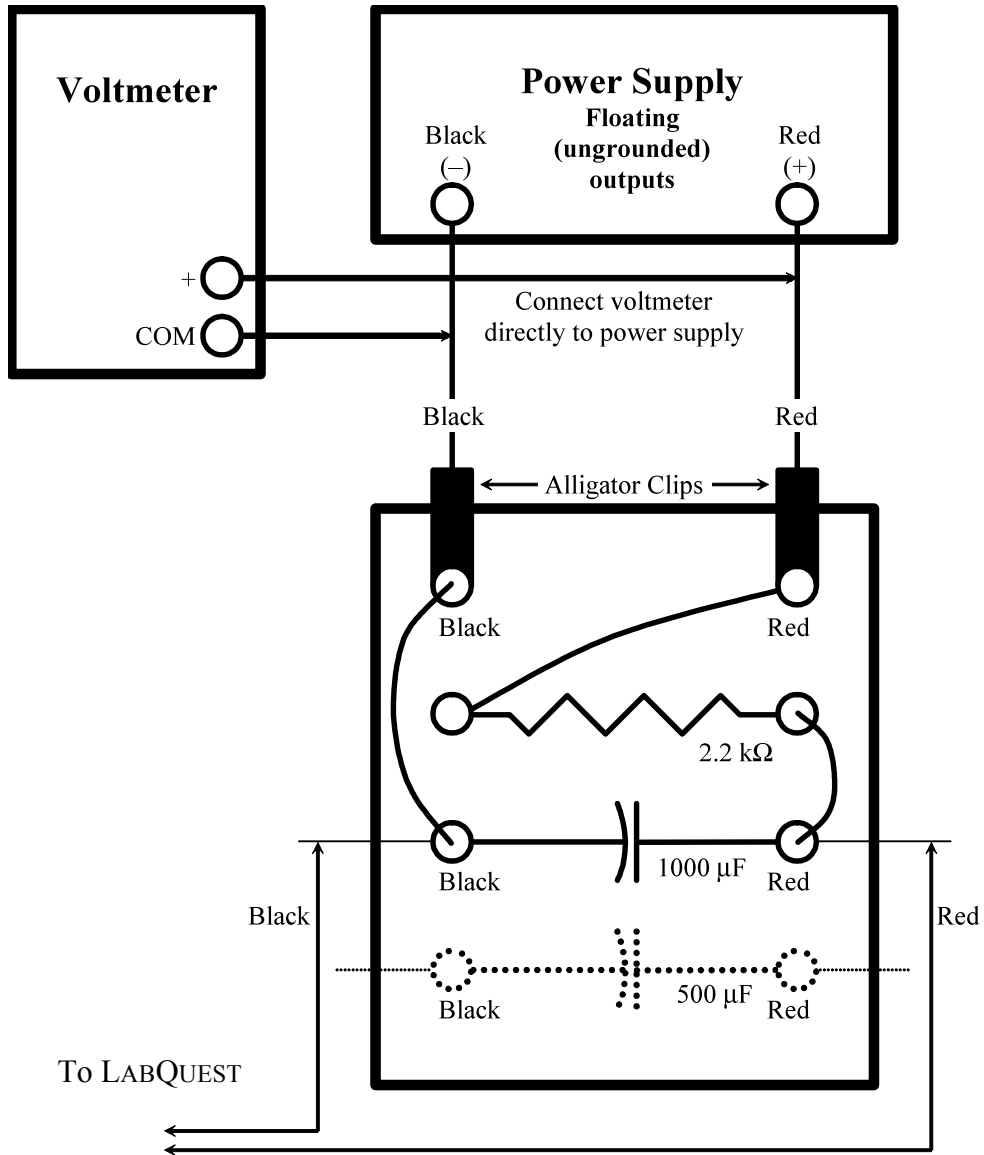 Voltmeter
Power Supply
Floating
(ungrounded)
outputs
Black
(–)
Red
(+)
+
COM
Connect voltmeter
directly to power supply
Black
Red
Alligator Clips
Black
Red
2.2 kΩ
1000 μF
Black
Red
Black
Red
500 μF
Black
Red
To LABQUEST